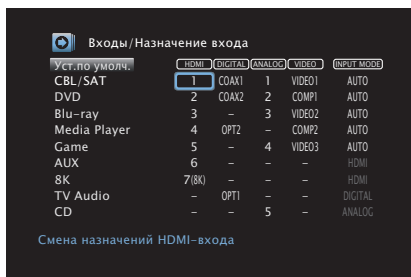 Входы/Назначение входа
Уст.по умолч. HDMI DIGITAL ANALOG VIDEO INPUT MODE
CBL/SAT 1 COAX1 1 VIDEO1 AUTO
DVD 2 COAX2 2 COMP1 AUTO
Blu-ray 3 – 3 VIDEO2 AUTO
Media Player 4 OPT2 – COMP2 AUTO
Game 5 – 4 VIDEO3 AUTO
AUX 6 – – – HDMI
8K 7(8K) – – – HDMI
TV Audio – OPT1 – – DIGITAL
CD – – 5 – ANALOG
Смена назначений HDMI-входа